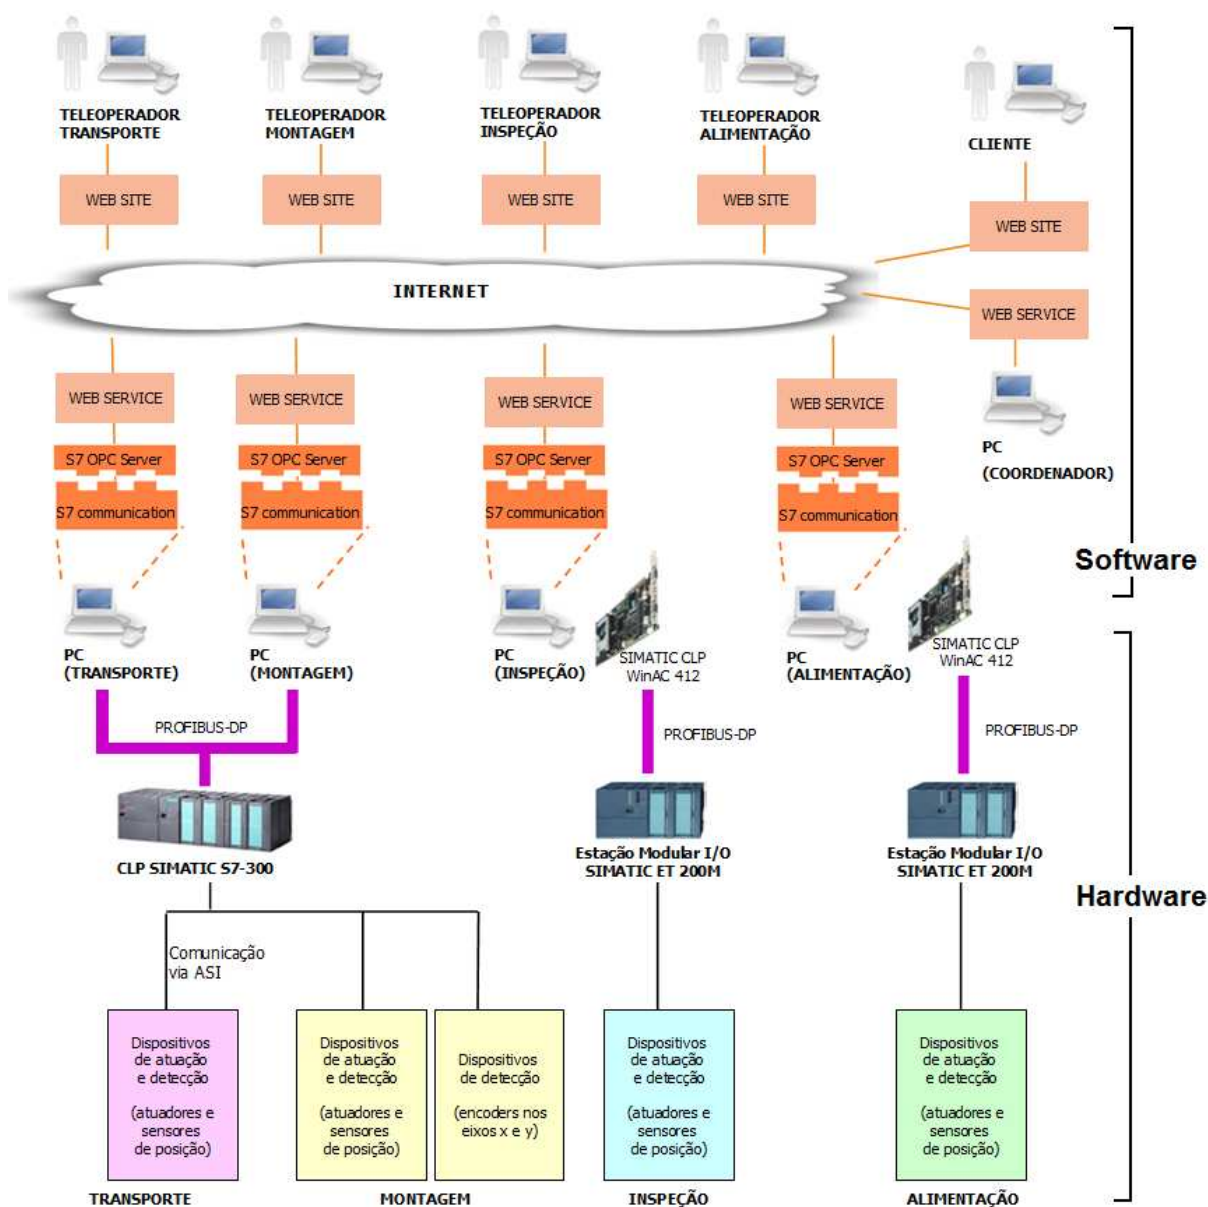 TELEOPERADOR
TRANSPORTE
TELEOPERADOR
MONTAGEM
TELEOPERADOR
INSPEÇÃO
TELEOPERADOR
ALIMENTAÇÃO
CLIENTE
WEB SITE
WEB SITE
WEB SITE
WEB SITE
WEB SITE
INTERNET
WEB SERVICE
PC
(COORDENADOR)
WEB SERVICE
WEB SERVICE
WEB SERVICE
WEB SERVICE
S7 OPC Server
S7 OPC Server
S7 OPC Server
S7 OPC Server
S7 communication
S7 communication
S7 communication
S7 communication
Software
PC
(TRANSPORTE)
PC
(MONTAGEM)
PC
(INSPEÇÃO)
SIMATIC CLP
WinAC 412
PC
(ALIMENTAÇÃO)
SIMATIC CLP
WinAC 412
PROFIBUS-DP
PROFIBUS-DP
PROFIBUS-DP
CLP SIMATIC S7-300
Estação Modular I/O
SIMATIC ET 200M
Estação Modular I/O
SIMATIC ET 200M
Hardware
Comunicação
via ASI
Dispositivos
de atuação
e detecção
(atuadores e
sensores
de posição)
Dispositivos
de atuação
e detecção
(atuadores e
sensores
de posição)
Dispositivos
de detecção
(encoders nos
eixos x e y)
Dispositivos
de atuação
e detecção
(atuadores e
sensores
de posição)
Dispositivos
de atuação
e detecção
(atuadores e
sensores
de posição)
TRANSPORTE
MONTAGEM
INSPEÇÃO
ALIMENTAÇÃO